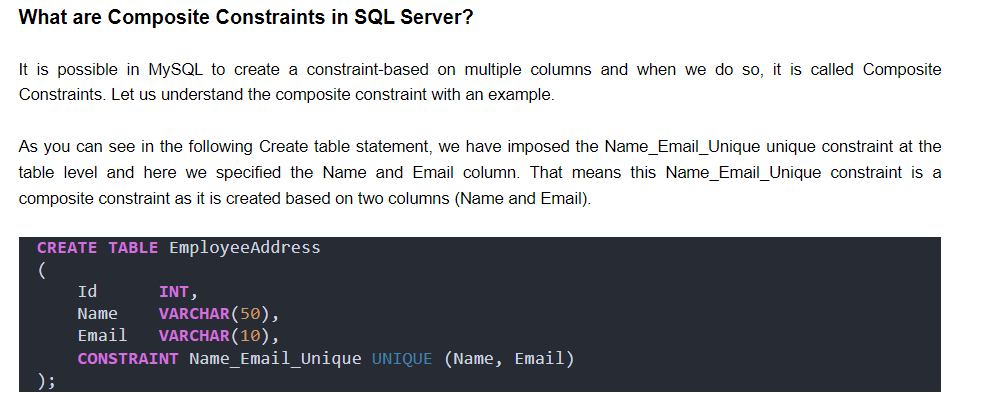 What are Composite Constraints in SQL Server?
It is possible in MySQL to create a constraint-based on multiple columns and when we do so, it is called Composite
Constraints. Let us understand the composite constraint with an example.
As you can see in the following Create table statement, we have imposed the Name_Email_Unique unique constraint at the
table level and here we specified the Name and Email column. That means this Name_Email_Unique constraint is a
composite constraint as it is created based on two columns (Name and Email).
CREATE TABLE EmployeeAddress
(
    Id      INT,
    Name    VARCHAR(50),
    Email   VARCHAR(10),
    CONSTRAINT Name_Email_Unique UNIQUE (Name, Email)
);